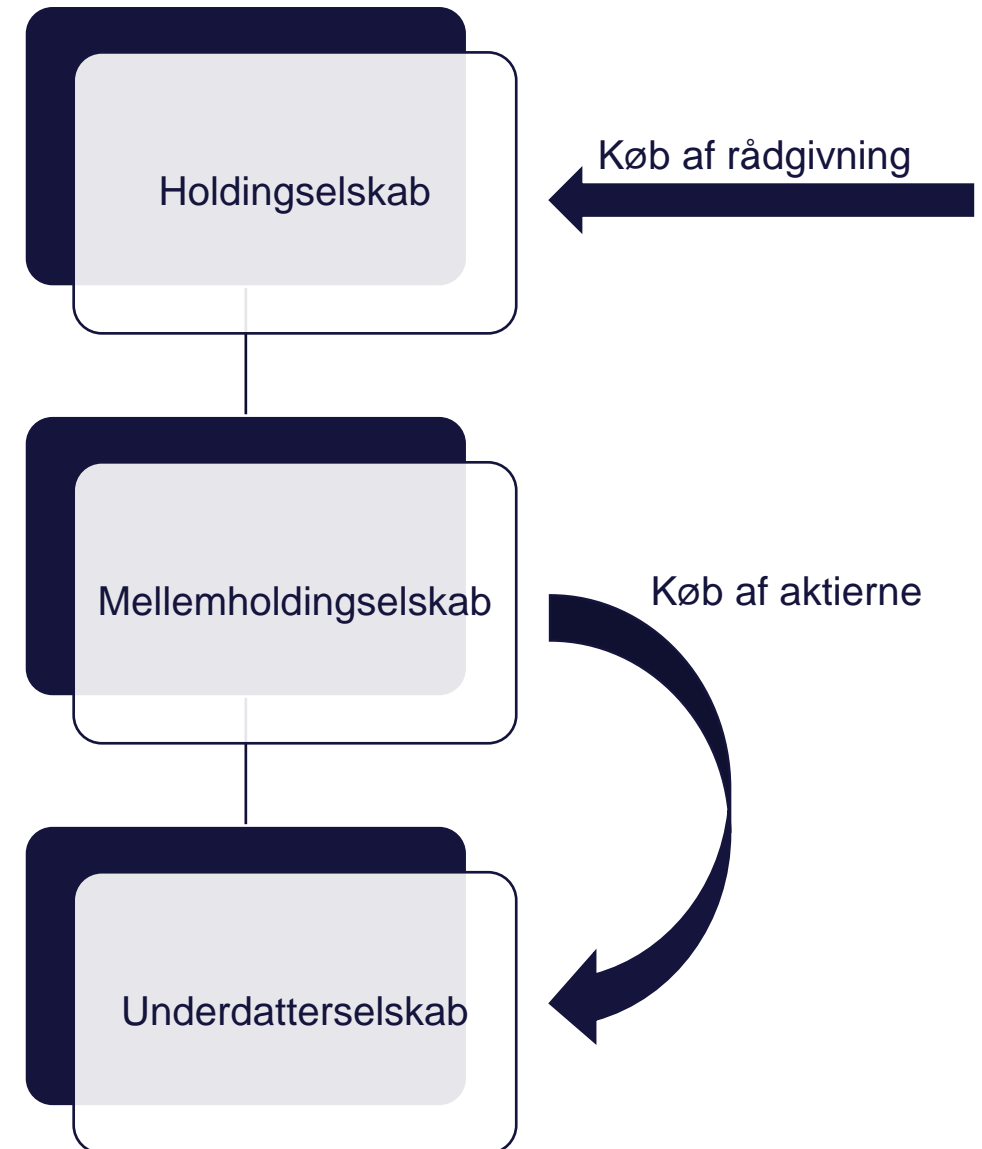 Køb af rådgivning
Holdingselskab
Mellemholdingselskab
Køb af aktierne
Underdatterselskab